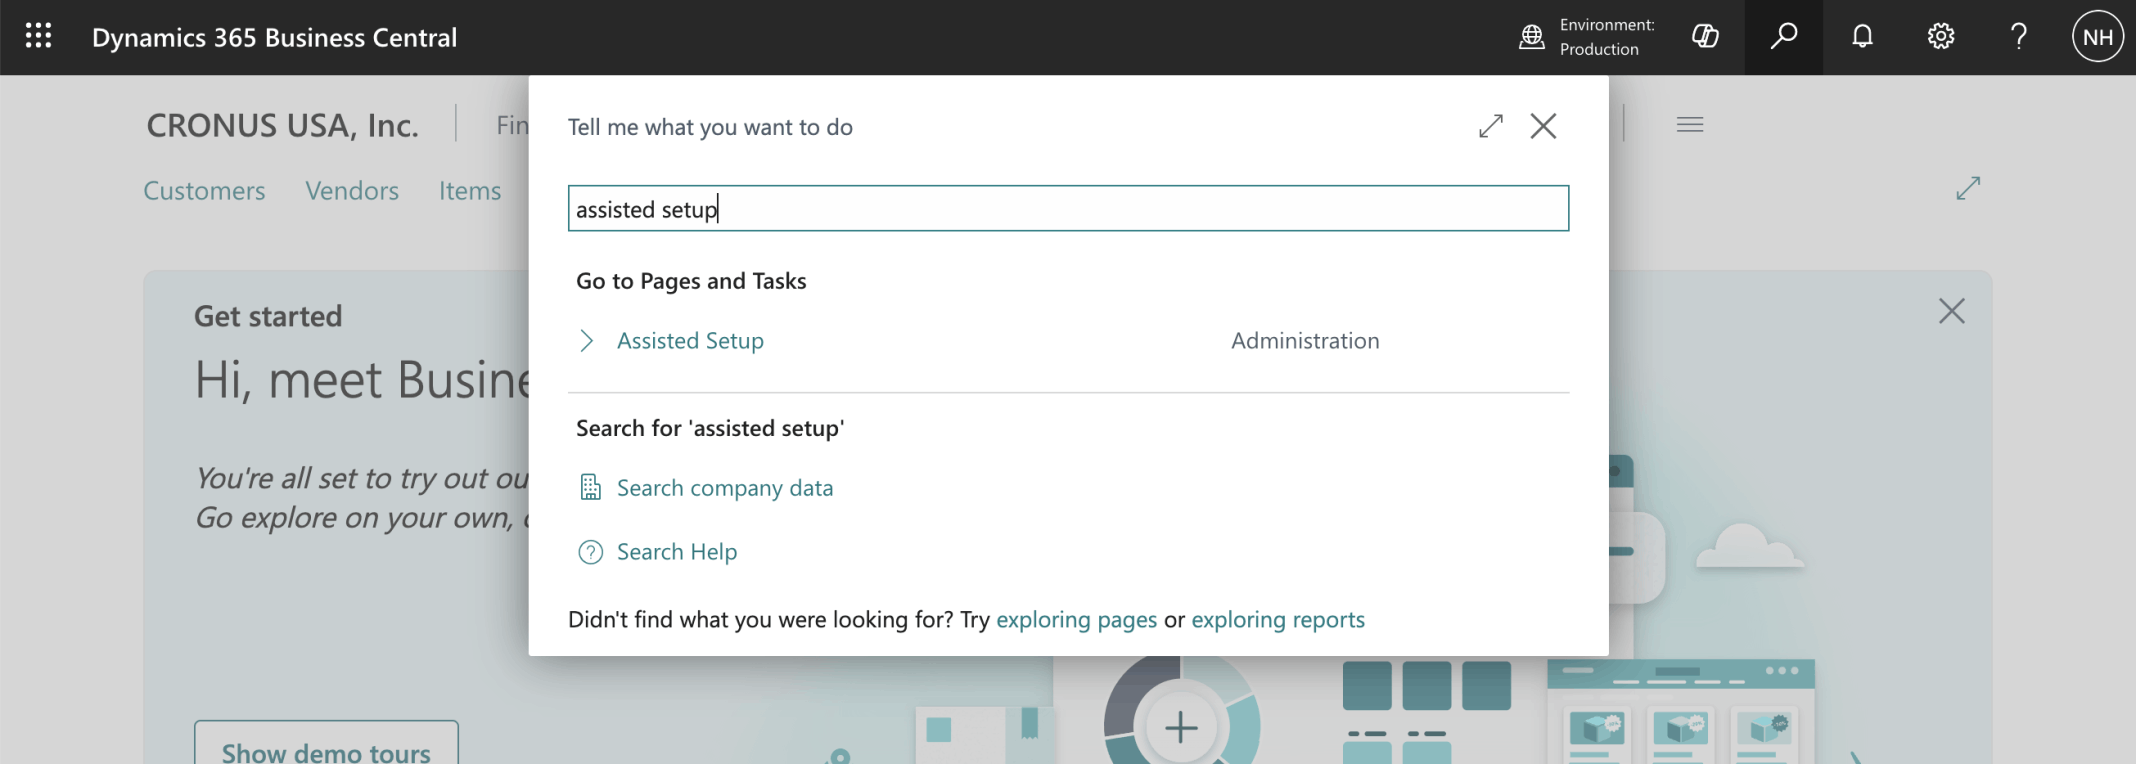 Dynamics 365 Business Central
Environment:
Production
NH
CRONUS USA, Inc.
Fin
Customers Vendors Items
Tell me what you want to do
assisted setup
Go to Pages and Tasks
Assisted Setup Administration
Search for 'assisted setup'
Search company data
Search Help
Didn't find what you were looking for? Try exploring pages or exploring reports
Get started
Hi, meet Busine
You're all set to try out ou
Go explore on your own,
Show demo tours